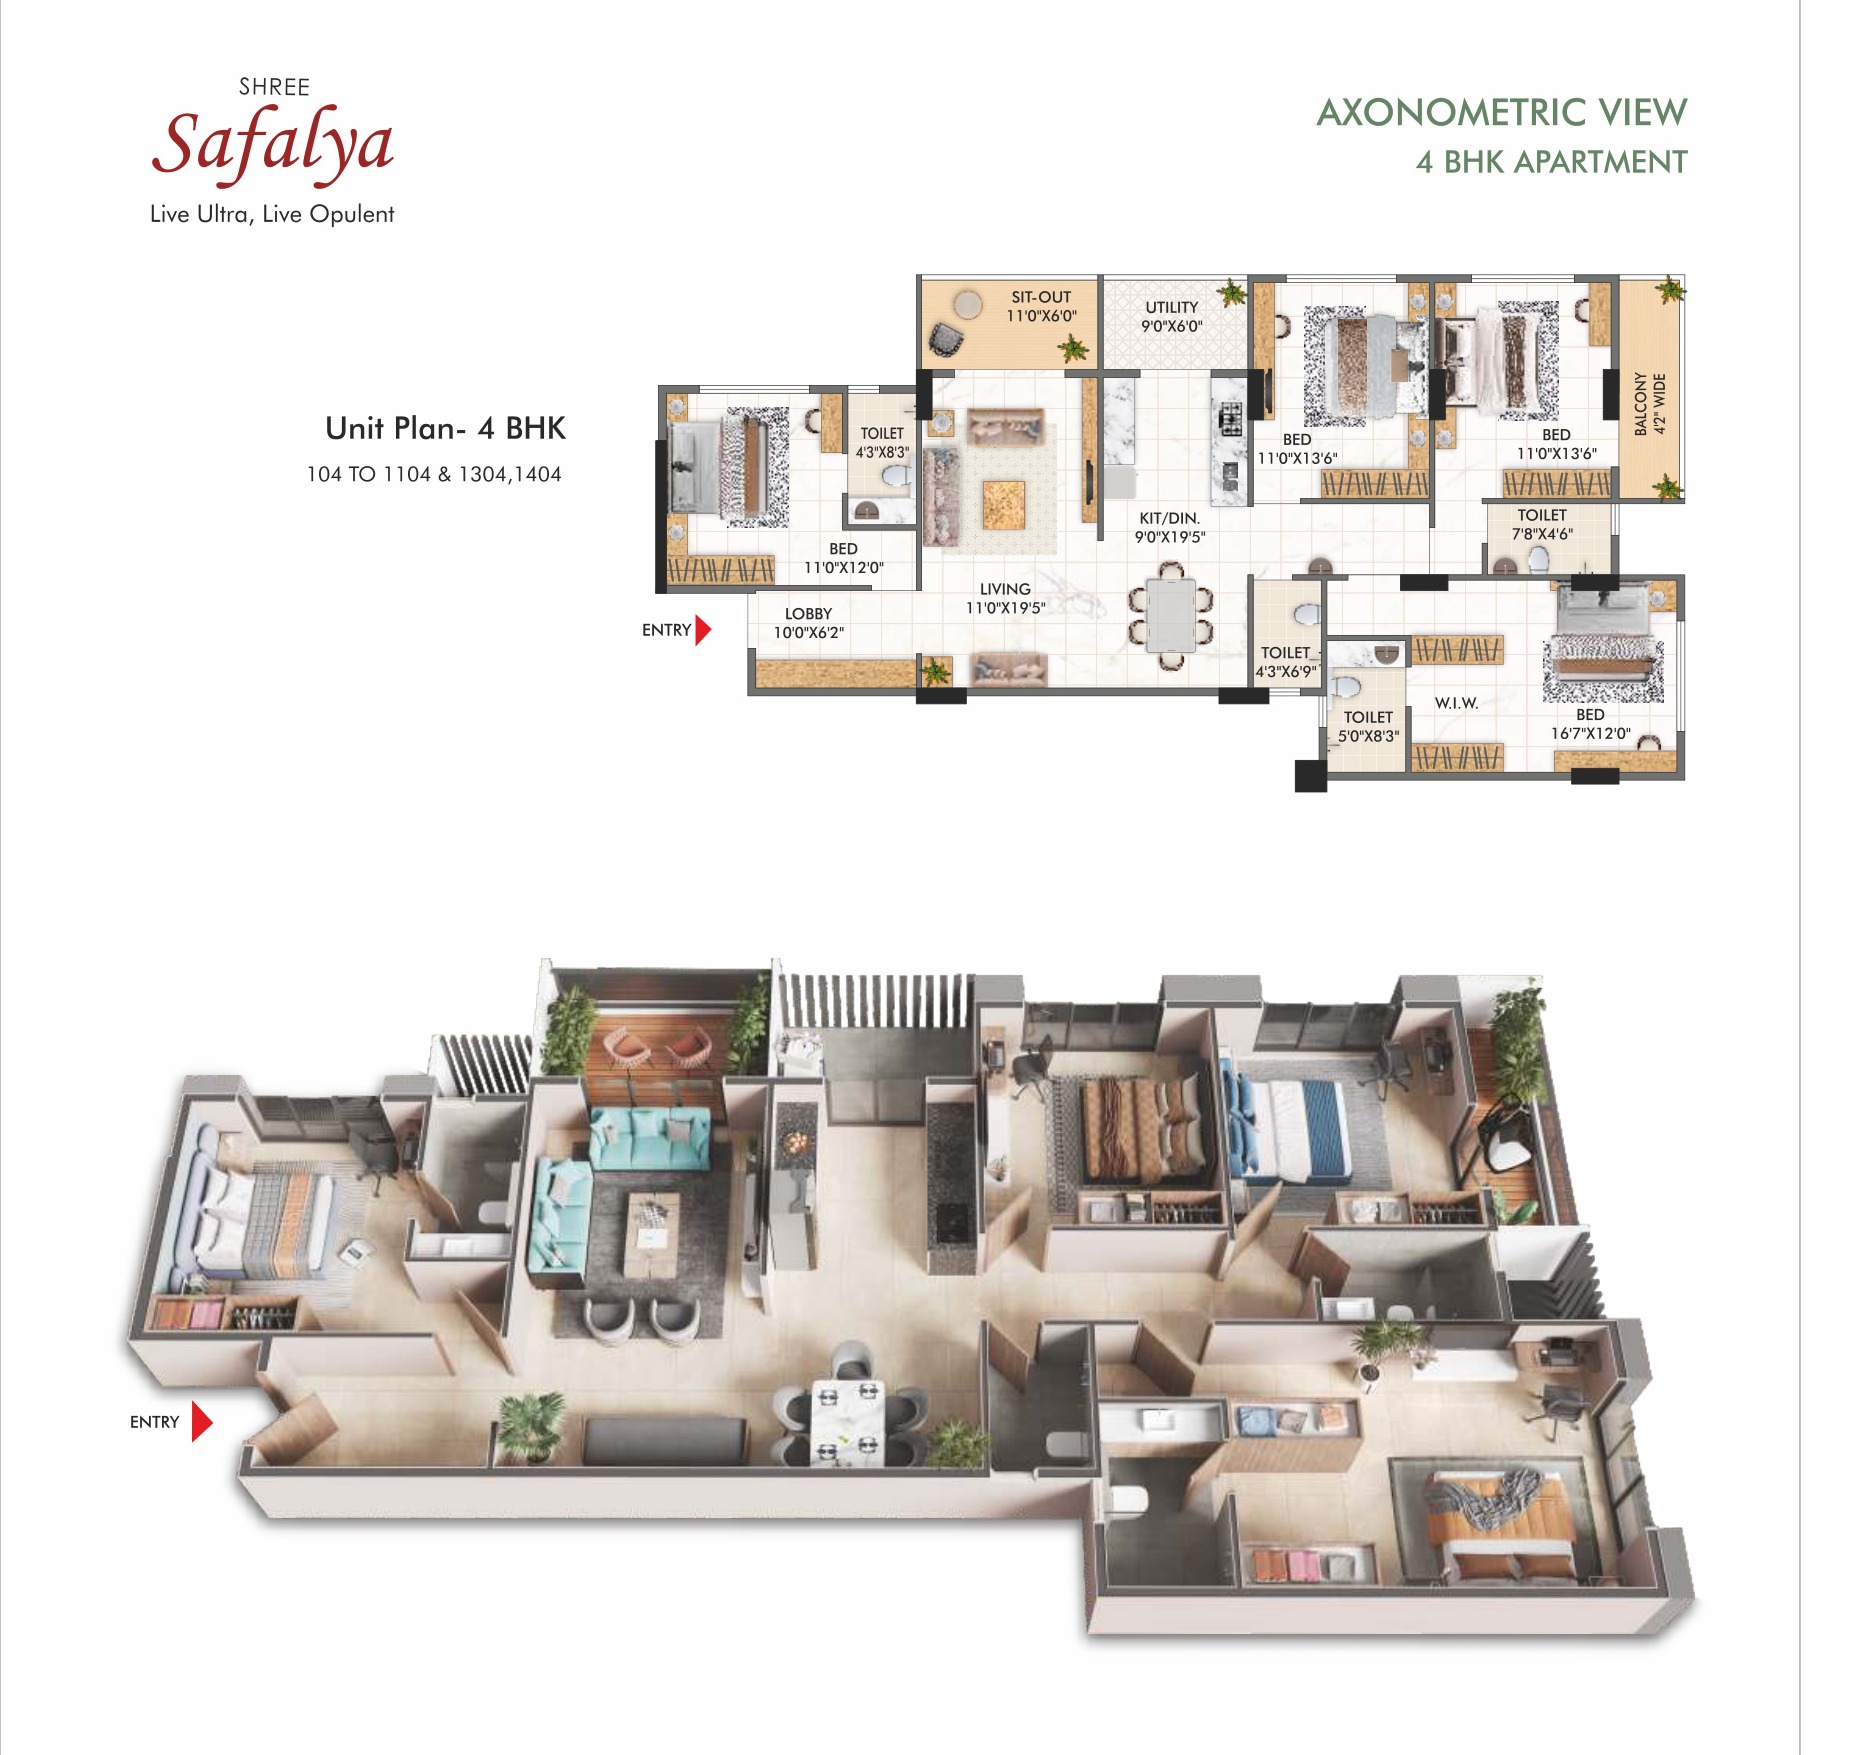 SHREE
Safalya
Live Ultra, Live Opulent
AXONOMETRIC VIEW
4 BHK APARTMENT
Unit Plan- 4 BHK
104 TO 1104 & 1304,1404
SIT-OUT
11'0"X6'0"
UTILITY
9'0"X6'0"
BED
11'0"X13'6"
BED
11'0"X13'6"
BALCONY
4'2" WIDE
TOILET
4'3"X8'3"
BED
11'0"X12'0"
KIT/DIN.
9'0"X19'5"
TOILET
7'8"X4'6"
LIVING
11'0"X19'5"
LOBBY
10'0"X6'2"
ENTRY
TOILET
4'3"X6'9"
TOILET
5'0"X8'3"
W.I.W.
BED
16'7"X12'0"
ENTRY